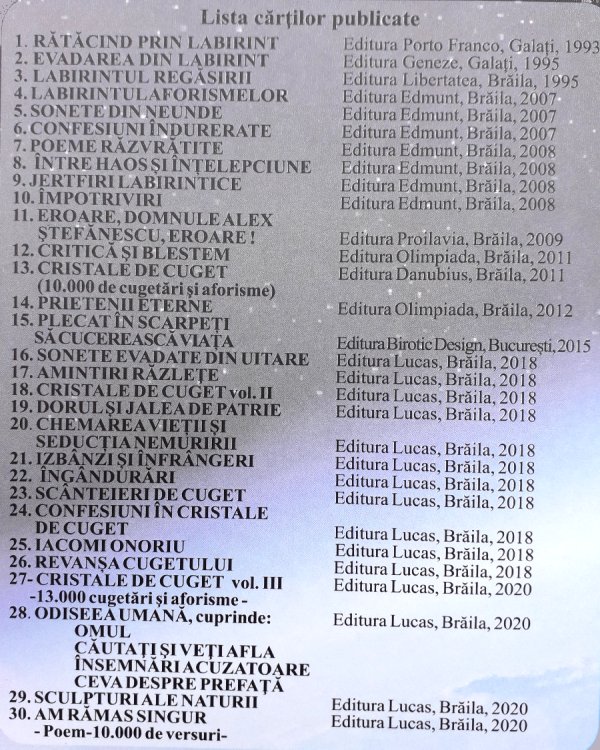 Lista cărților publicate
1. RĂTĂCIND PRIN LABIRINT Editura Porto Franco, Galați, 1993
2. EVADAREA DIN LABIRINT Editura Geneze, Galați, 1995
3. LABIRINTUL REGĂSIRII Editura Libertatea, Brăila, 1995
4. LABIRINTUL AFORISMELOR Editura Edmunt, Brăila, 2007
5. SONETE DIN NEUNDE Editura Edmunt, Brăila, 2007
6. CONFESIUNI ÎNDURERATE Editura Edmunt, Brăila, 2007
7. POEME RĂZVRĂTITE Editura Edmunt, Brăila, 2008
8. ÎNTRE HAOS ȘI ÎNȚELEPCIUNE Editura Edmunt, Brăila, 2008
9. JERTFIRI LABIRINTICE Editura Edmunt, Brăila, 2008
10. ÎMPOTRIVIRI Editura Edmunt, Brăila, 2008
11. EROARE, DOMNULE ALEX
ȘTEFĂNESCU, EROARE ! Editura Proilavia, Brăila, 2009
12. CRITICĂ ȘI BLESTEM Editura Olimpiada, Brăila, 2011
13. CRISTALE DE CUGET Editura Danubius, Brăila, 2011
(10.000 de cugetări și aforisme)
14. PRIETENII ETERNE Editura Olimpiada, Brăila, 2012
15. PLECAT ÎN SCARPEȚI
SĂ CUCEREASCĂ VIAȚA Editura Birotic Design, București, 2015
16. SONETE EVADATE DIN UITARE Editura Lucas, Brăila, 2018
17. AMINTIRI RĂZLEȚE Editura Lucas, Brăila, 2018
18. CRISTALE DE CUGET vol. II Editura Lucas, Brăila, 2018
19. DORUL ȘI JALEA DE PATRIE Editura Lucas, Brăila, 2018
20. CHEMAREA VIEȚII ȘI
SEDUCȚIA NEMURIRII Editura Lucas, Brăila, 2018
21. IZBÂNZI ȘI ÎNFRÂNGERI Editura Lucas, Brăila, 2018
22. ÎNGÂNDURĂRI Editura Lucas, Brăila, 2018
23. SCÂNTEIERI DE CUGET Editura Lucas, Brăila, 2018
24. CONFESIUNI ÎN CRISTALE
DE CUGET Editura Lucas, Brăila, 2018
25. IACOMI ONORIU Editura Lucas, Brăila, 2018
26. REVANȘA CUGETULUI Editura Lucas, Brăila, 2018
27- CRISTALE DE CUGET vol. III Editura Lucas, Brăila, 2020
-13.000 cugetări și aforisme -
28. ODISEEA UMANĂ, cuprinde: Editura Lucas, Brăila, 2020
OMUL
CĂUTAȚI ȘI VEȚI AFLA
ÎNSEMNĂRI ACUZATOARE
CEVA DESPRE PREFAȚĂ
29. SCULPTURI ALE NATURII Editura Lucas, Brăila, 2020
30. AM RĂMAS SINGUR Editura Lucas, Brăila, 2020
- Poem-10.000 de versuri-